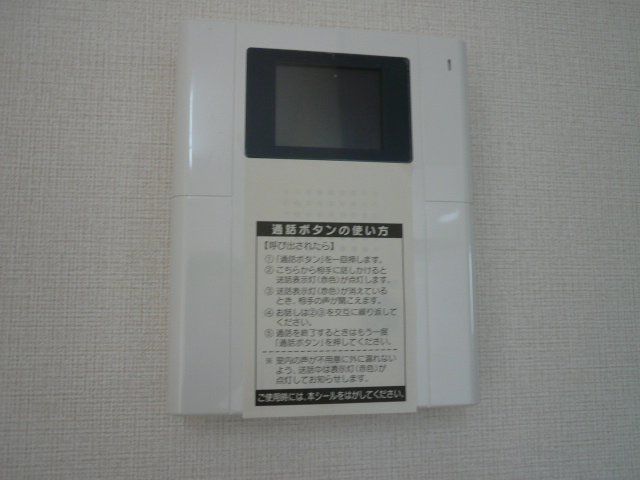 通話ボタンの使い方
【呼び出されたら】
①「通話ボタン」を一回押します。
②こちらから相手に話しかけると
送話表示灯(赤色)が点灯します。
③送話表示灯(赤色)が消えている
とき、相手の声が聞こえます。
④お話しは②③を交互に繰り返して
ください。
⑤通話を終了するときはもう一度
「通話ボタン」を押してください。
※室内の声が不用意に外に漏れない
よう、送話中は表示灯(赤色)が
点灯してお知らせします。
ご使用時には、本シールをはがしてください。